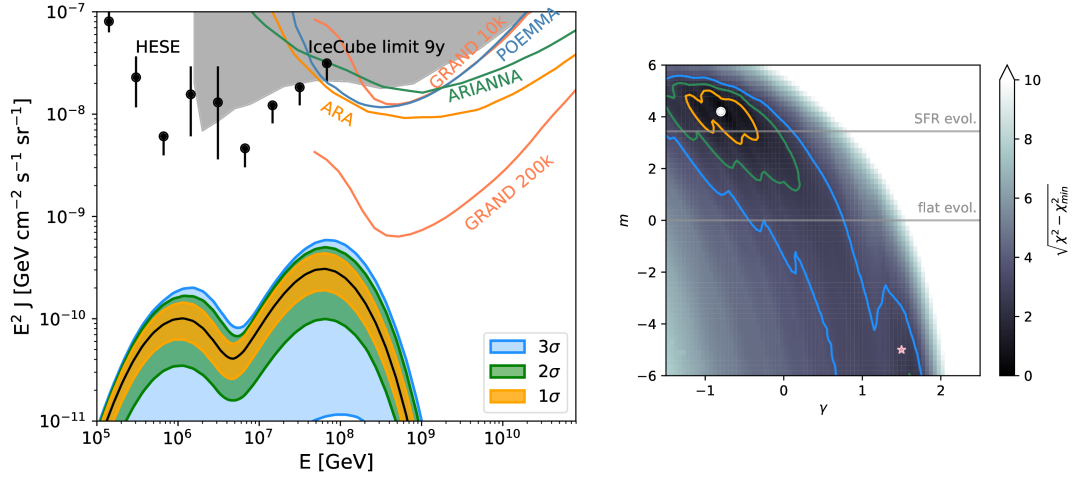 E² J [GeV cm⁻² s⁻¹ sr⁻¹]
10⁻⁷
10⁻⁸
10⁻⁹
10⁻¹⁰
10⁻¹¹
HESE
IceCube limit 9y
GRAND 10k
POEMMA
ARIANNA
ARA
GRAND 200k
3σ
2σ
1σ
10⁵
10⁶
10⁷
10⁸
10⁹
10¹⁰
E [GeV]
m
6
4
2
0
−2
−4
−6
SFR evol.
flat evol.
−1
0
1
2
γ
10
8
6
4
2
0
√χ² − χ²min